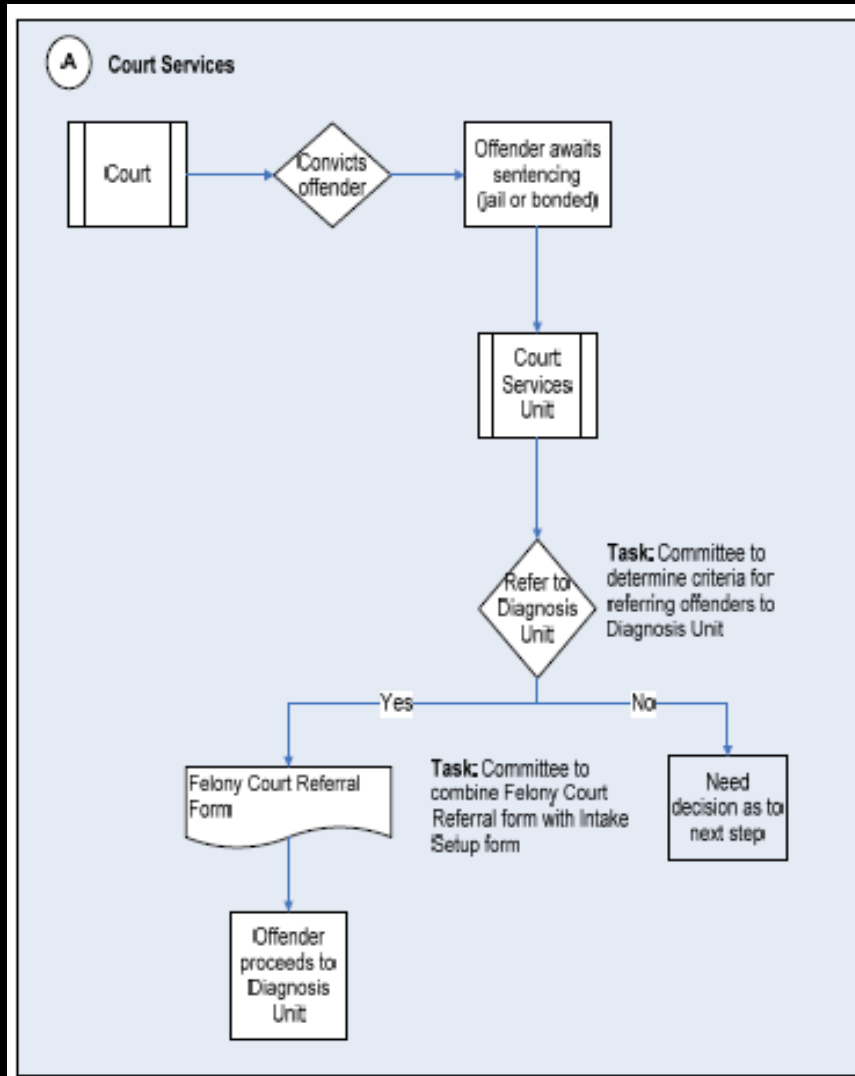 A
Court Services
Court
Convicts
offender
Offender awaits
sentencing
(jail or bonded)
Court
Services
Unit
Refer to
Diagnosis
Unit
Task: Committee to
determine criteria for
referring offenders to
Diagnosis Unit
Yes
No
Felony Court Referral
Form
Task: Committee to
combine Felony Court
Referral form with Intake
Setup form
Need
decision as to
next step
Offender
proceeds to
Diagnosis
Unit